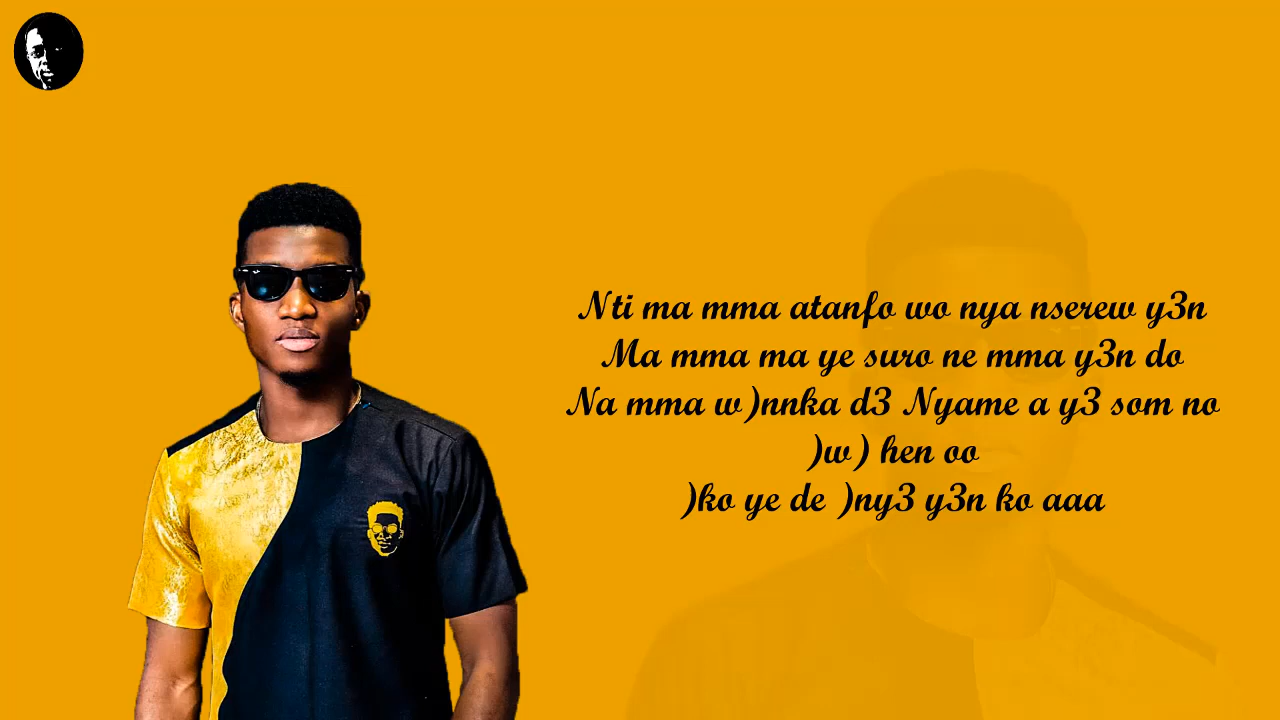 Nti ma mma atanfo wo nya nserew y3n
Ma mma ma ye suro ne mma y3n do
Na mma w)nnka d3 Nyame a y3 som no
)w) hen oo
)ko ye de )ny3 y3n ko aaa